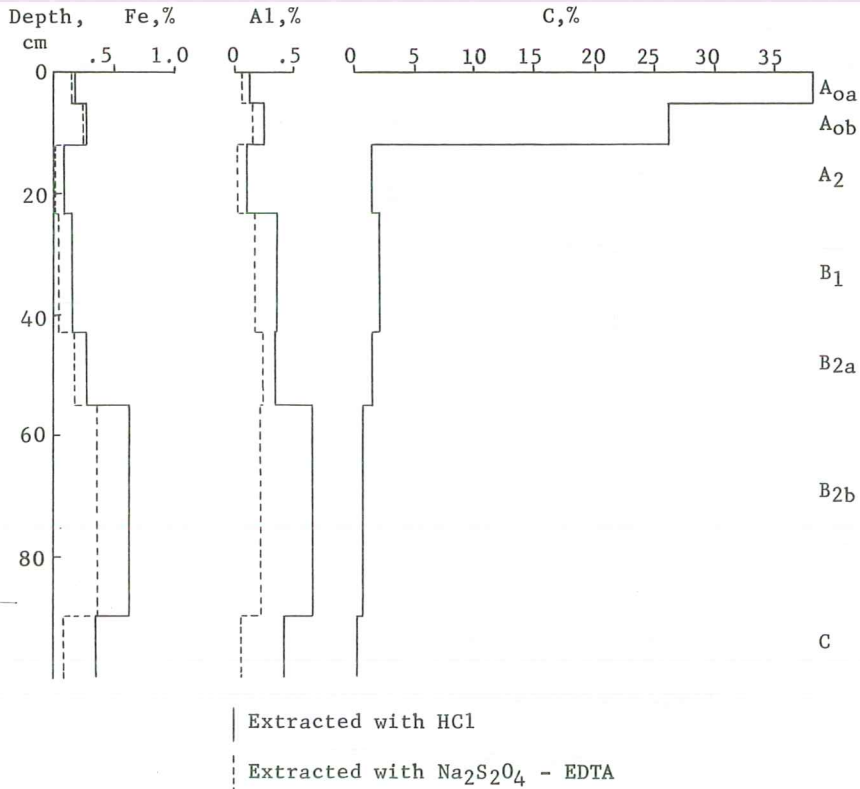 Depth, Fe,% Al,% C,%
cm
.5 1.0 0 .5 0 5 10 15 20 25 30 35
0
Aoa
Aob
A2
20
B1
40
B2a
60
B2b
80
C
Extracted with HCl
Extracted with Na2S2O4 - EDTA